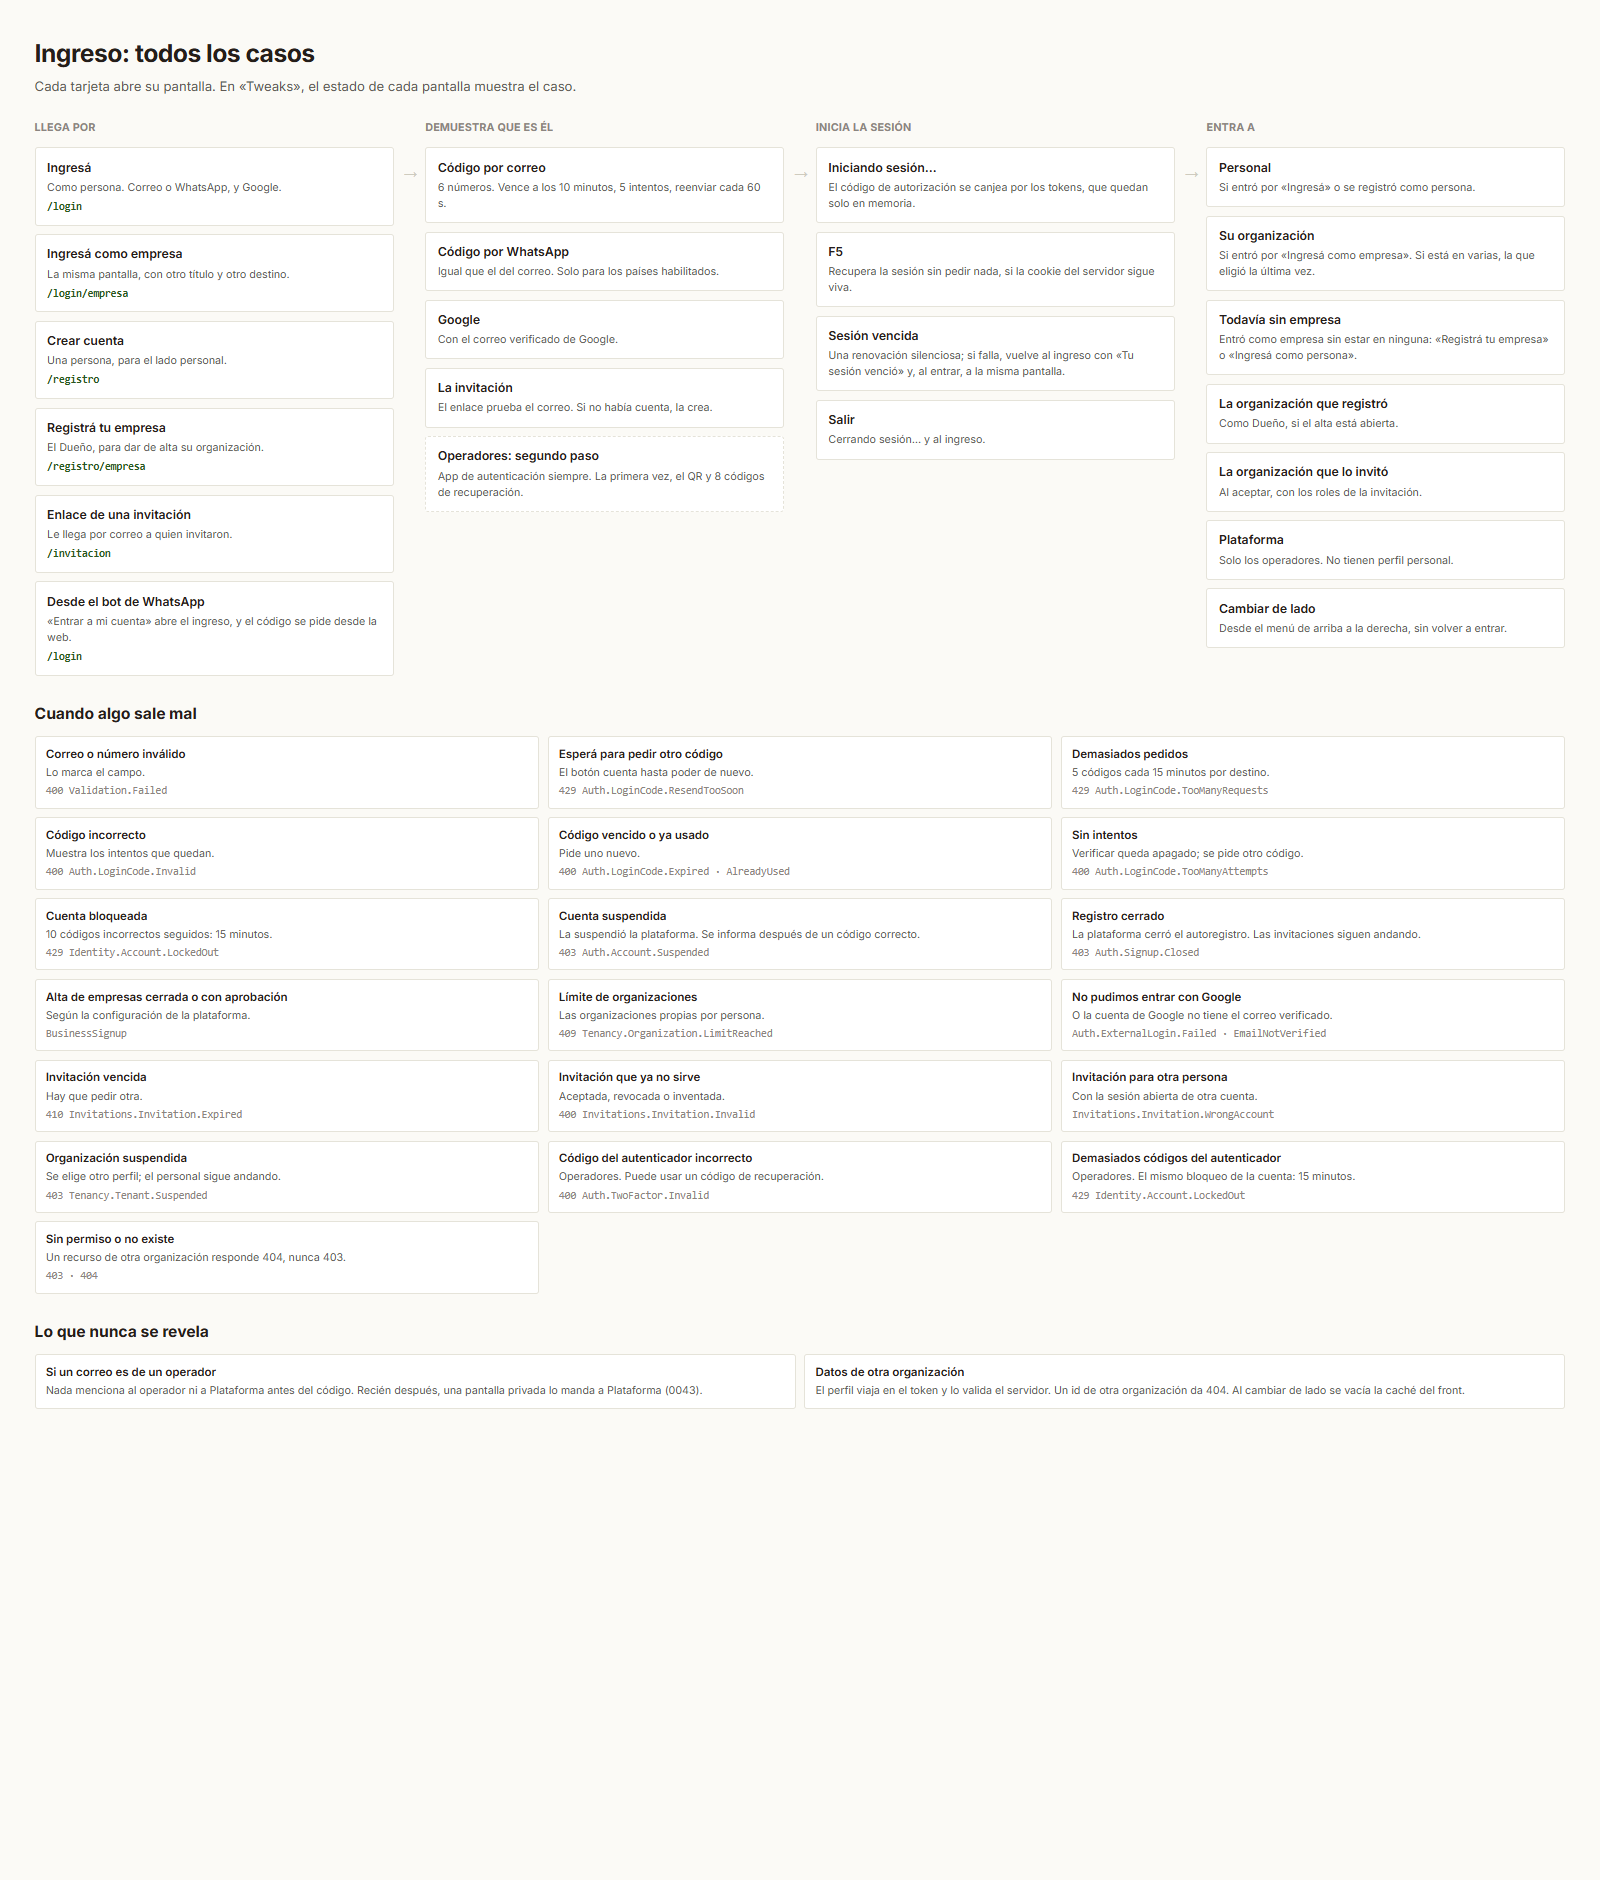 Ingreso: todos los casos
Cada tarjeta abre su pantalla. En «Tweaks», el estado de cada pantalla muestra el caso.
LLEGA POR
Ingresá
Como persona. Correo o WhatsApp, y Google.
/login
Ingresá como empresa
La misma pantalla, con otro título y otro destino.
/login/empresa
Crear cuenta
Una persona, para el lado personal.
/registro
Registrá tu empresa
El Dueño, para dar de alta su organización.
/registro/empresa
Enlace de una invitación
Le llega por correo a quien invitaron.
/invitacion
Desde el bot de WhatsApp
«Entrar a mi cuenta» abre el ingreso, y el código se pide desde la
web.
/login
→
DEMUESTRA QUE ES ÉL
Código por correo
6 números. Vence a los 10 minutos, 5 intentos, reenviar cada 60
s.
Código por WhatsApp
Igual que el del correo. Solo para los países habilitados.
Google
Con el correo verificado de Google.
La invitación
El enlace prueba el correo. Si no había cuenta, la crea.
Operadores: segundo paso
App de autenticación siempre. La primera vez, el QR y 8 códigos
de recuperación.
→
INICIA LA SESIÓN
Iniciando sesión…
El código de autorización se canjea por los tokens, que quedan
solo en memoria.
F5
Recupera la sesión sin pedir nada, si la cookie del servidor sigue
viva.
Sesión vencida
Una renovación silenciosa; si falla, vuelve al ingreso con «Tu
sesión venció» y, al entrar, a la misma pantalla.
Salir
Cerrando sesión… y al ingreso.
→
ENTRA A
Personal
Si entró por «Ingresá» o se registró como persona.
Su organización
Si entró por «Ingresá como empresa». Si está en varias, la que
eligió la última vez.
Todavía sin empresa
Entró como empresa sin estar en ninguna: «Registrá tu empresa»
o «Ingresá como persona».
La organización que registró
Como Dueño, si el alta está abierta.
La organización que lo invitó
Al aceptar, con los roles de la invitación.
Plataforma
Solo los operadores. No tienen perfil personal.
Cambiar de lado
Desde el menú de arriba a la derecha, sin volver a entrar.
Cuando algo sale mal
Correo o número inválido
Lo marca el campo.
400 Validation.Failed
Esperá para pedir otro código
El botón cuenta hasta poder de nuevo.
429 Auth.LoginCode.ResendTooSoon
Demasiados pedidos
5 códigos cada 15 minutos por destino.
429 Auth.LoginCode.TooManyRequests
Código incorrecto
Muestra los intentos que quedan.
400 Auth.LoginCode.Invalid
Código vencido o ya usado
Pide uno nuevo.
400 Auth.LoginCode.Expired · AlreadyUsed
Sin intentos
Verificar queda apagado; se pide otro código.
400 Auth.LoginCode.TooManyAttempts
Cuenta bloqueada
10 códigos incorrectos seguidos: 15 minutos.
429 Identity.Account.LockedOut
Cuenta suspendida
La suspendió la plataforma. Se informa después de un código correcto.
403 Auth.Account.Suspended
Registro cerrado
La plataforma cerró el autoregistro. Las invitaciones siguen andando.
403 Auth.Signup.Closed
Alta de empresas cerrada o con aprobación
Según la configuración de la plataforma.
BusinessSignup
Límite de organizaciones
Las organizaciones propias por persona.
409 Tenancy.Organization.LimitReached
No pudimos entrar con Google
O la cuenta de Google no tiene el correo verificado.
Auth.ExternalLogin.Failed · EmailNotVerified
Invitación vencida
Hay que pedir otra.
410 Invitations.Invitation.Expired
Invitación que ya no sirve
Aceptada, revocada o inventada.
400 Invitations.Invitation.Invalid
Invitación para otra persona
Con la sesión abierta de otra cuenta.
Invitations.Invitation.WrongAccount
Organización suspendida
Se elige otro perfil; el personal sigue andando.
403 Tenancy.Tenant.Suspended
Código del autenticador incorrecto
Operadores. Puede usar un código de recuperación.
400 Auth.TwoFactor.Invalid
Demasiados códigos del autenticador
Operadores. El mismo bloqueo de la cuenta: 15 minutos.
429 Identity.Account.LockedOut
Sin permiso o no existe
Un recurso de otra organización responde 404, nunca 403.
403 · 404
Lo que nunca se revela
Si un correo es de un operador
Nada menciona al operador ni a Plataforma antes del código. Recién después, una pantalla privada lo manda a Plataforma (0043).
Datos de otra organización
El perfil viaja en el token y lo valida el servidor. Un id de otra organización da 404. Al cambiar de lado se vacía la caché del front.